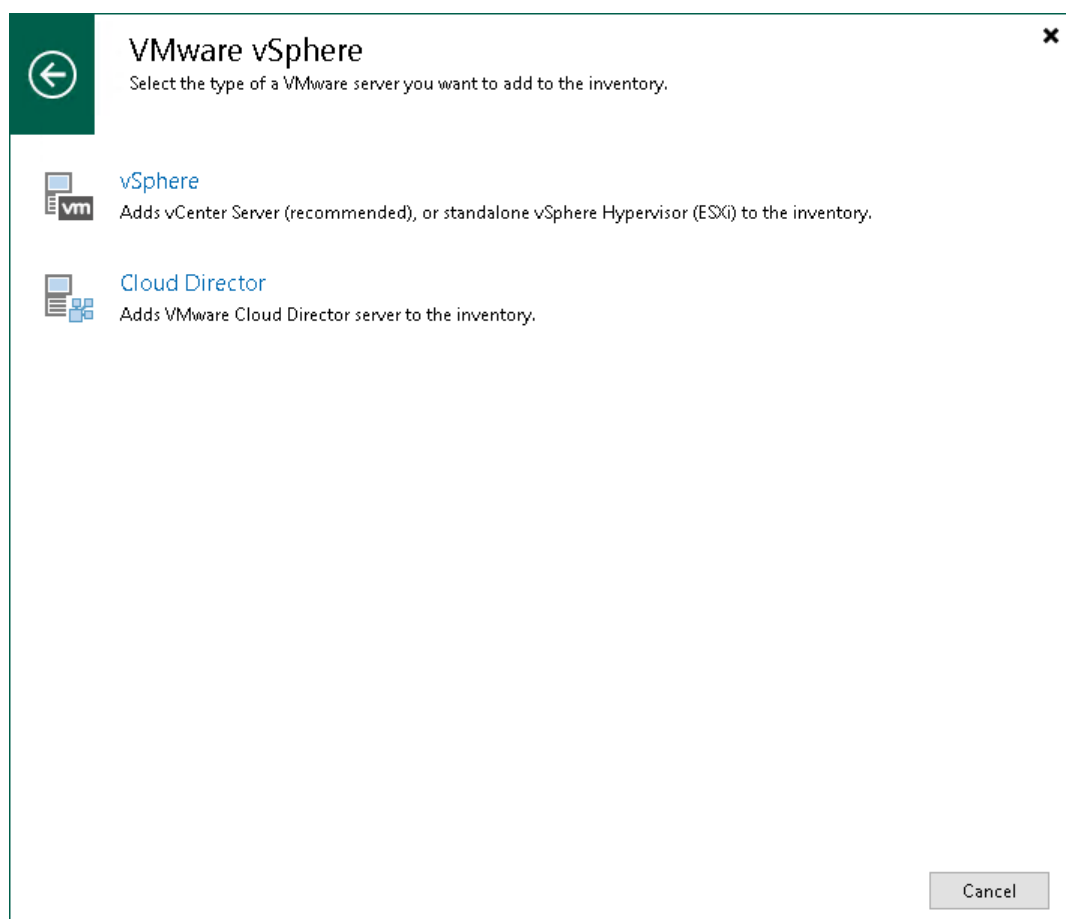 VMware vSphere
Select the type of a VMware server you want to add to the inventory.
vSphere
vm
Adds vCenter Server (recommended), or standalone vSphere Hypervisor (ESXi) to the inventory.
Cloud Director
Adds VMware Cloud Director server to the inventory.
Cancel